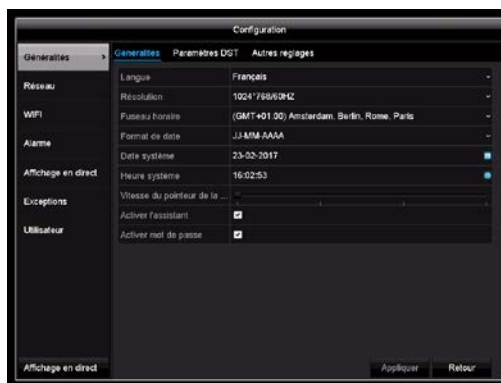 Configuration
Généralités
Réseau
WIFI
Alarme
Affichage en direct
Exceptions
Utilisateur
Affichage en direct
Généralités Paramètres DST Autres réglages
Langue Français
Résolution 1024*768/60HZ
Fuseau horaire (GMT+01.00) Amsterdam, Berlin, Rome, Paris
Format de date JJ-MM-AAAA
Date système 23-02-2017
Heure système 16:02:53
Vitesse du pointeur de la ...
Activer l'assistant
Activer mot de passe
Appliquer Retour